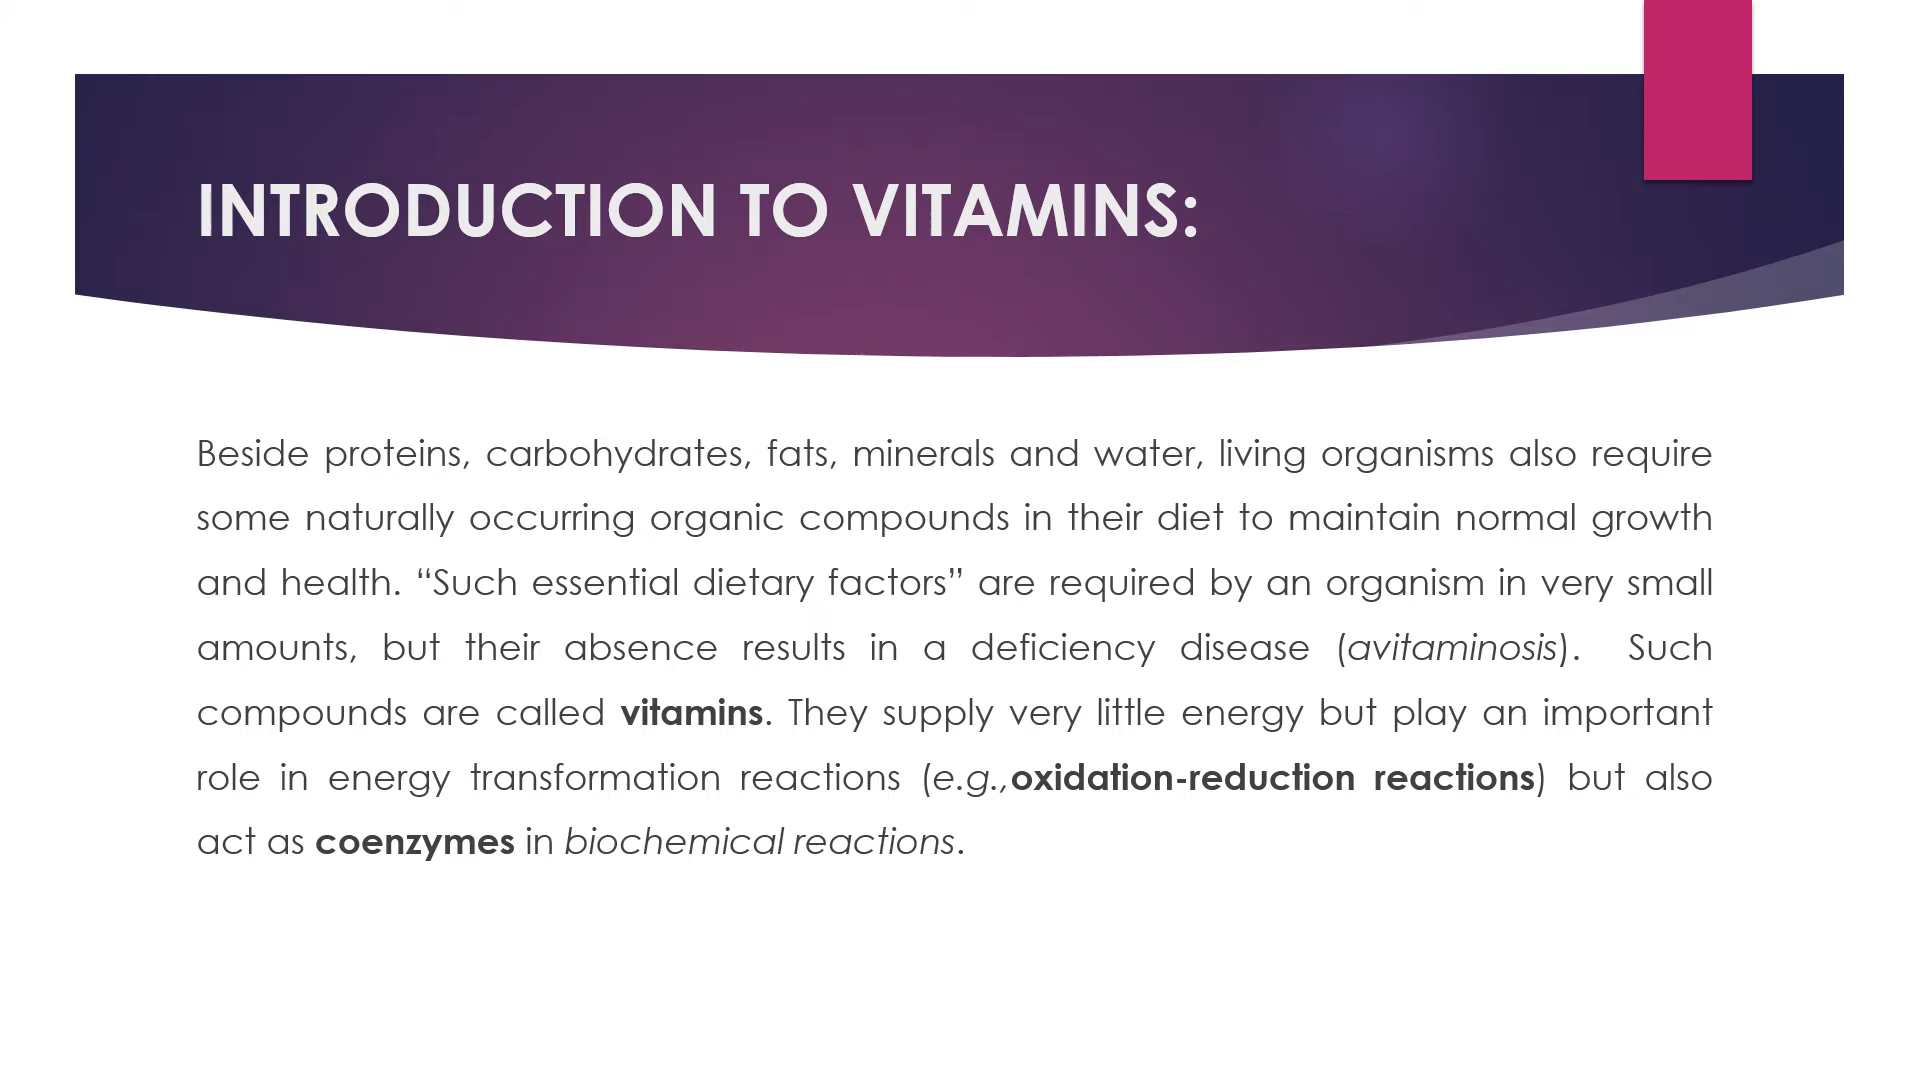 INTRODUCTION TO VITAMINS:
Beside proteins, carbohydrates, fats, minerals and water, living organisms also require
some naturally occurring organic compounds in their diet to maintain normal growth
and health. “Such essential dietary factors” are required by an organism in very small
amounts, but their absence results in a deficiency disease (avitaminosis). Such
compounds are called vitamins. They supply very little energy but play an important
role in energy transformation reactions (e.g.,oxidation-reduction reactions) but also
act as coenzymes in biochemical reactions.